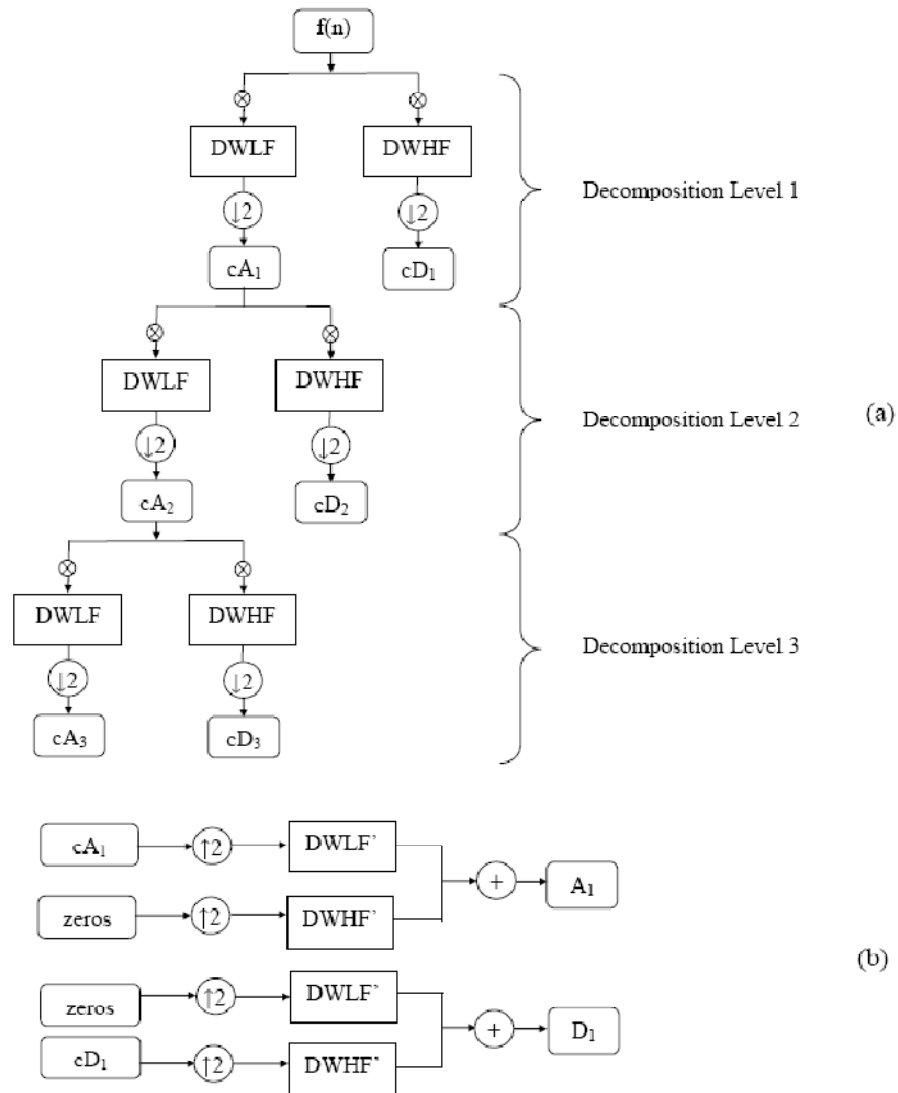 f(n)
⊗ ⊗
DWLF DWHF
↓2 ↓2
Decomposition Level 1
cA₁ cD₁
⊗ ⊗
DWLF DWHF
↓2 ↓2
Decomposition Level 2
(a)
cA₂ cD₂
⊗ ⊗
DWLF DWHF
↓2 ↓2
Decomposition Level 3
cA₃ cD₃
cA₁ ↑2 DWLF’
+ A₁
zeros ↑2 DWHF’
(b)
zeros ↑2 DWLF’
+ D₁
cD₁ ↑2 DWHF’